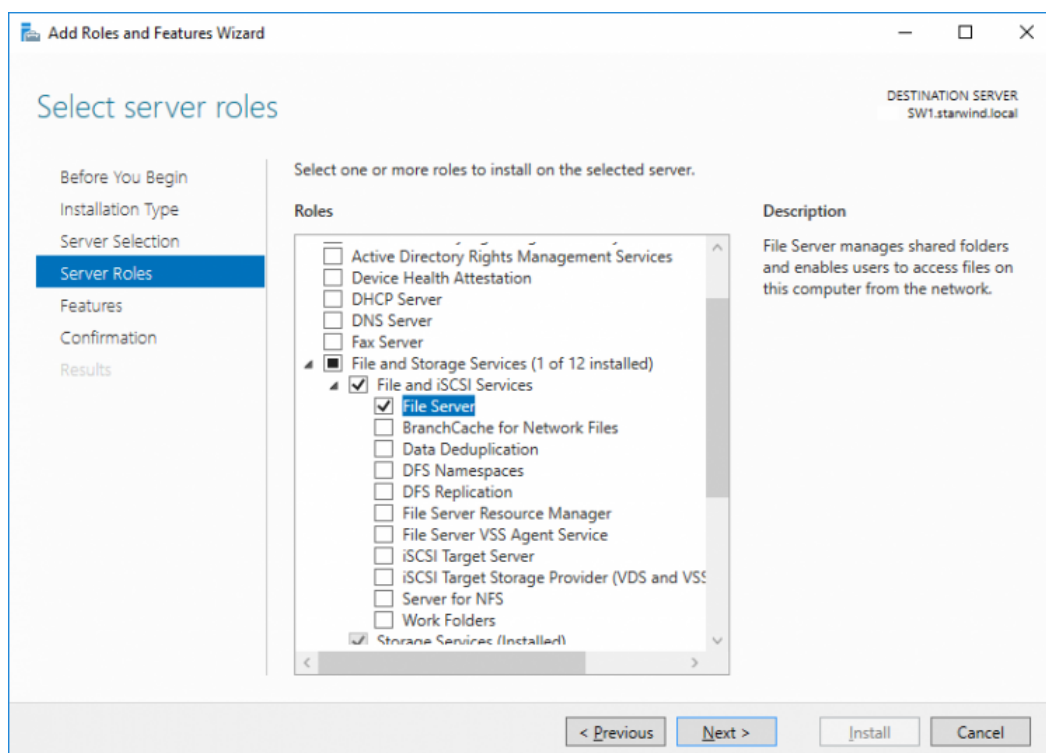 Add Roles and Features Wizard
Select server roles
DESTINATION SERVER
SW1.starwind.local
Before You Begin
Installation Type
Server Selection
Server Roles
Features
Confirmation
Results
Select one or more roles to install on the selected server.
Roles
Active Directory Rights Management Services
Device Health Attestation
DHCP Server
DNS Server
Fax Server
File and Storage Services (1 of 12 installed)
File and iSCSI Services
File Server
BranchCache for Network Files
Data Deduplication
DFS Namespaces
DFS Replication
File Server Resource Manager
File Server VSS Agent Service
iSCSI Target Server
iSCSI Target Storage Provider (VDS and VSS
Server for NFS
Work Folders
Storage Services (Installed)
Description
File Server manages shared folders
and enables users to access files on
this computer from the network.
< Previous
Next >
Install
Cancel